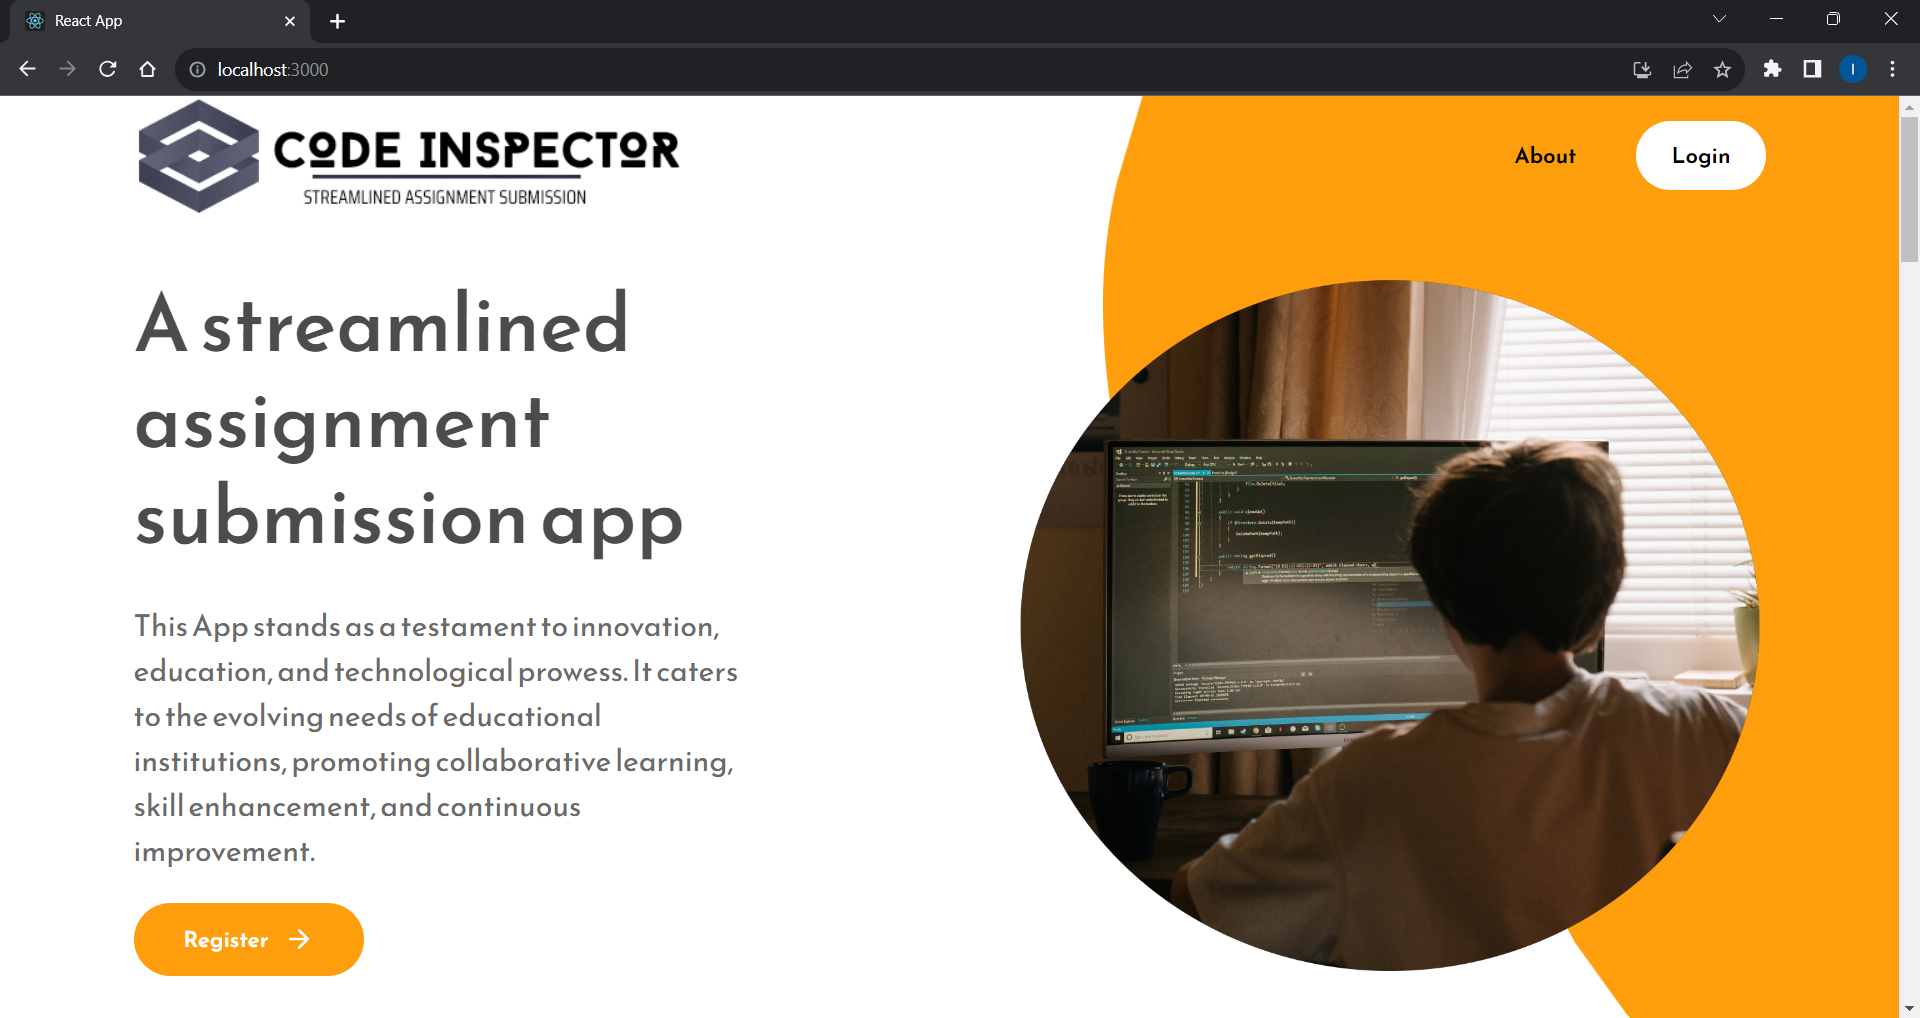 React App
localhost:3000
I
CODE INSPECTOR
STREAMLINED ASSIGNMENT SUBMISSION
About
Login
A streamlined
assignment
submission app
This App stands as a testament to innovation,
education, and technological prowess. It caters
to the evolving needs of educational
institutions, promoting collaborative learning,
skill enhancement, and continuous
improvement.
Register